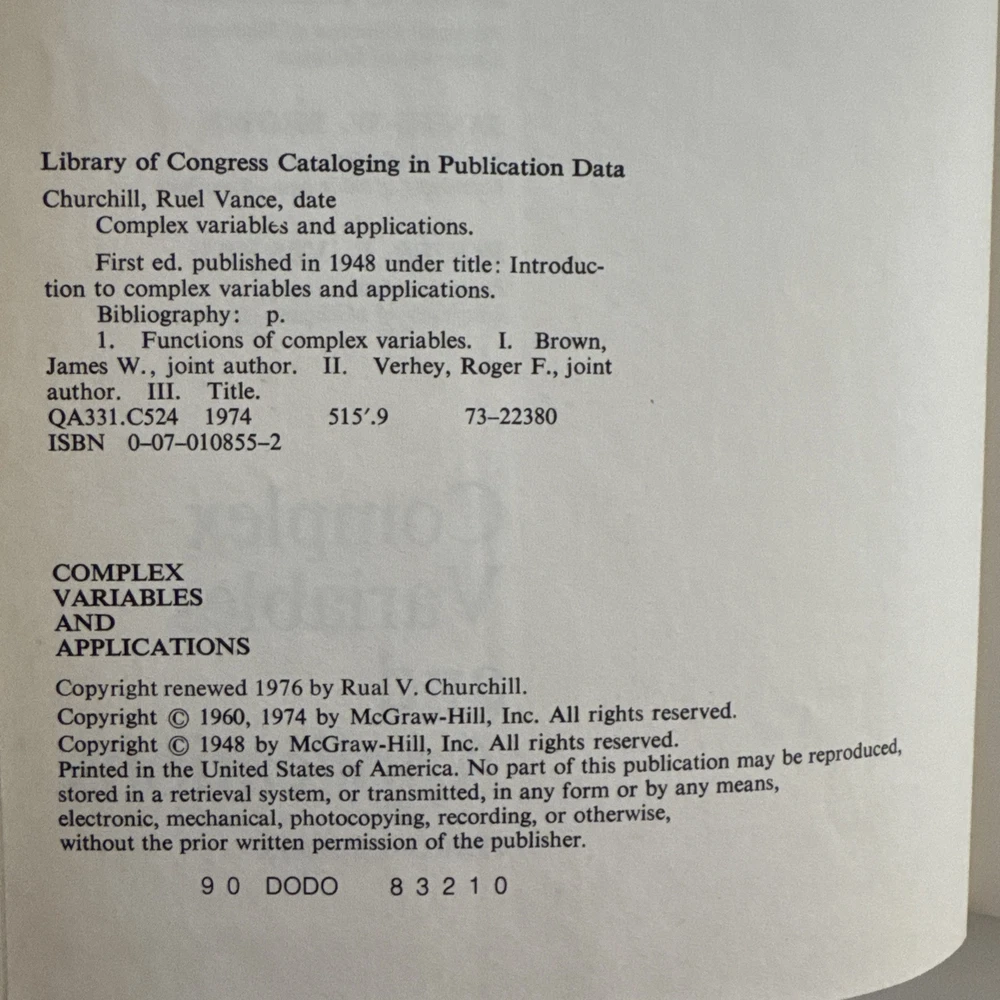 Library of Congress Cataloging in Publication Data
Churchill, Ruel Vance, date
Complex variables and applications.
First ed. published in 1948 under title: Introduc-
tion to complex variables and applications.
Bibliography: p.
1. Functions of complex variables. I. Brown,
James W., joint author. II. Verhey, Roger F., joint
author. III. Title.
QA331.C524 1974 515′.9 73–22380
ISBN 0–07–010855–2
COMPLEX
VARIABLES
AND
APPLICATIONS
Copyright renewed 1976 by Rual V. Churchill.
Copyright © 1960, 1974 by McGraw-Hill, Inc. All rights reserved.
Copyright © 1948 by McGraw-Hill, Inc. All rights reserved.
Printed in the United States of America. No part of this publication may be reproduced,
stored in a retrieval system, or transmitted, in any form or by any means,
electronic, mechanical, photocopying, recording, or otherwise,
without the prior written permission of the publisher.
9 0 DODO 8 3 2 1 0